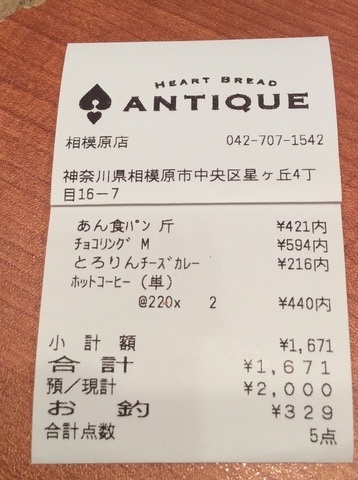 HEART BREAD
ANTIQUE
相模原店 042-707-1542
神奈川県相模原市中央区星ヶ丘4丁
目16-7
あん食パン 斤 ¥421内
チョコリング M ¥594内
とろりんチーズカレー ¥216内
ホットコーヒー (単)
@220x 2 ¥440内
小 計 額 ¥1,671
合 計 ¥1,671
預/現計 ¥2,000
お 釣 ¥329
合計点数 5点